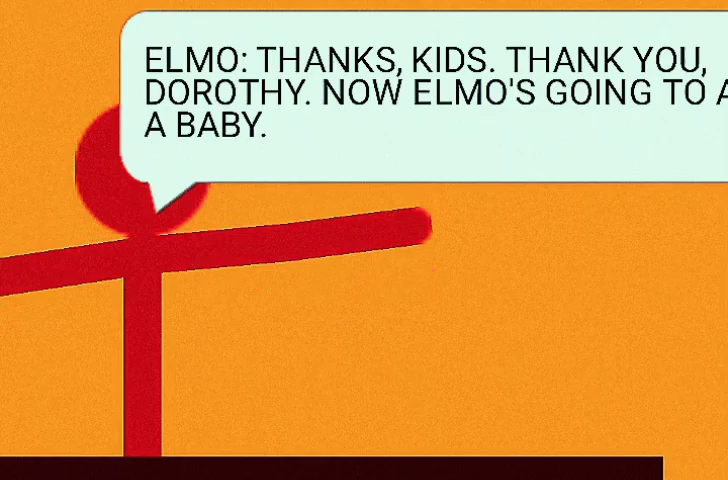 ELMO: THANKS, KIDS. THANK YOU,
DOROTHY. NOW ELMO'S GOING TO
A BABY.